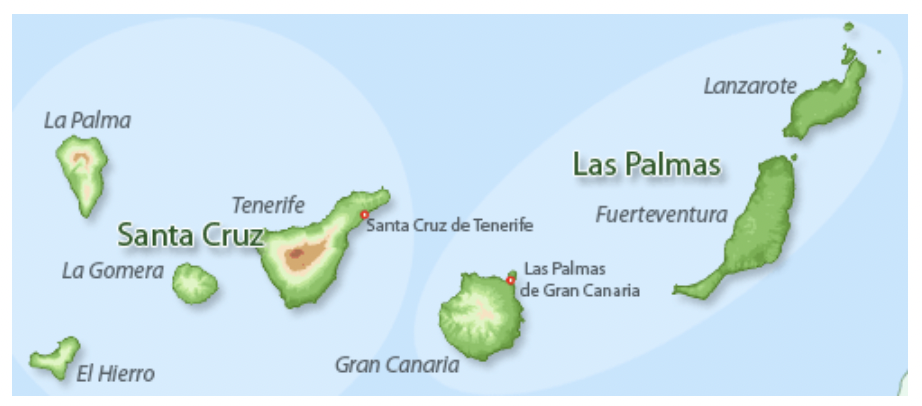 Lanzarote
La Palma
Las Palmas
Tenerife
Fuerteventura
Santa Cruz de Tenerife
Santa Cruz
La Gomera
Las Palmas
de Gran Canaria
Gran Canaria
El Hierro